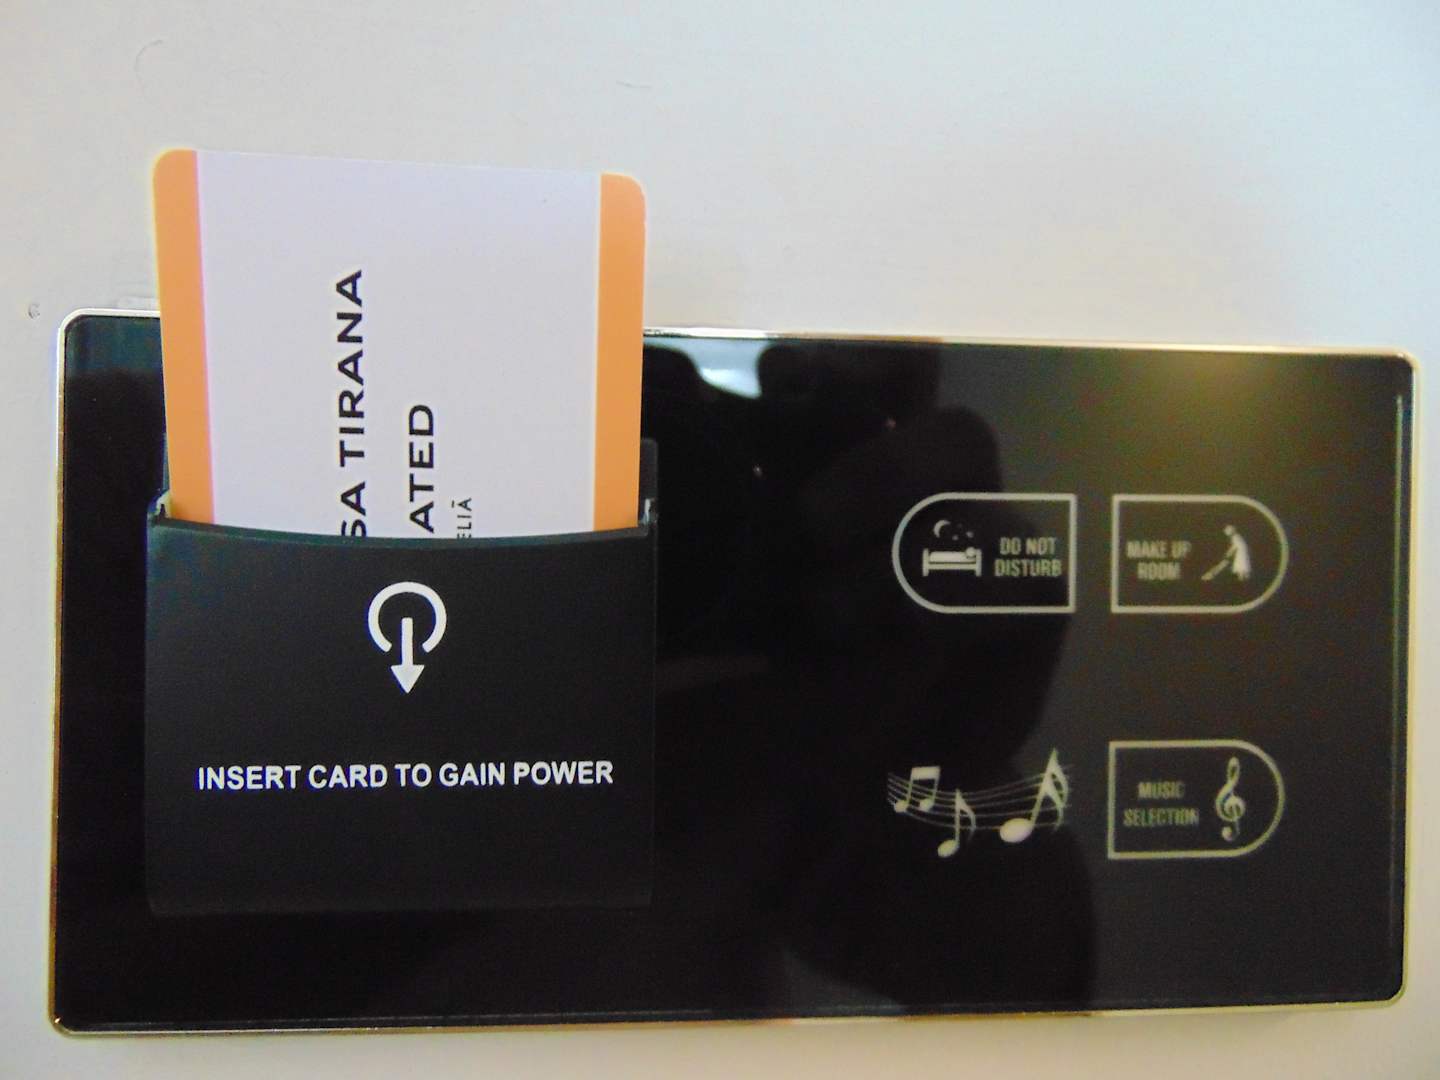 SA TIRANA
ATED
ELIÃ
INSERT CARD TO GAIN POWER
DO NOT
DISTURB
MAKE UP
ROOM
MUSIC
SELECTION